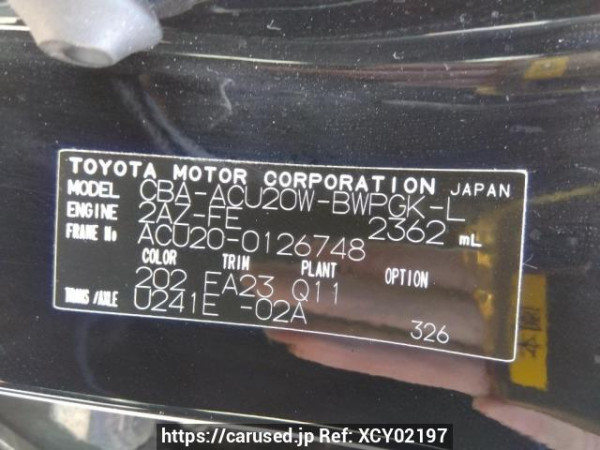 TOYOTA MOTOR CORPORATION JAPAN
MODEL CBA-ACU20W-BWPGK-L
ENGINE 2AZ-FE 2362 mL
FRAME No ACU20-0126748
COLOR TRIM PLANT OPTION
202 FA23 Q11
TRANS/AXLE U241E -02A 326
https://carused.jp Ref: XCY02197